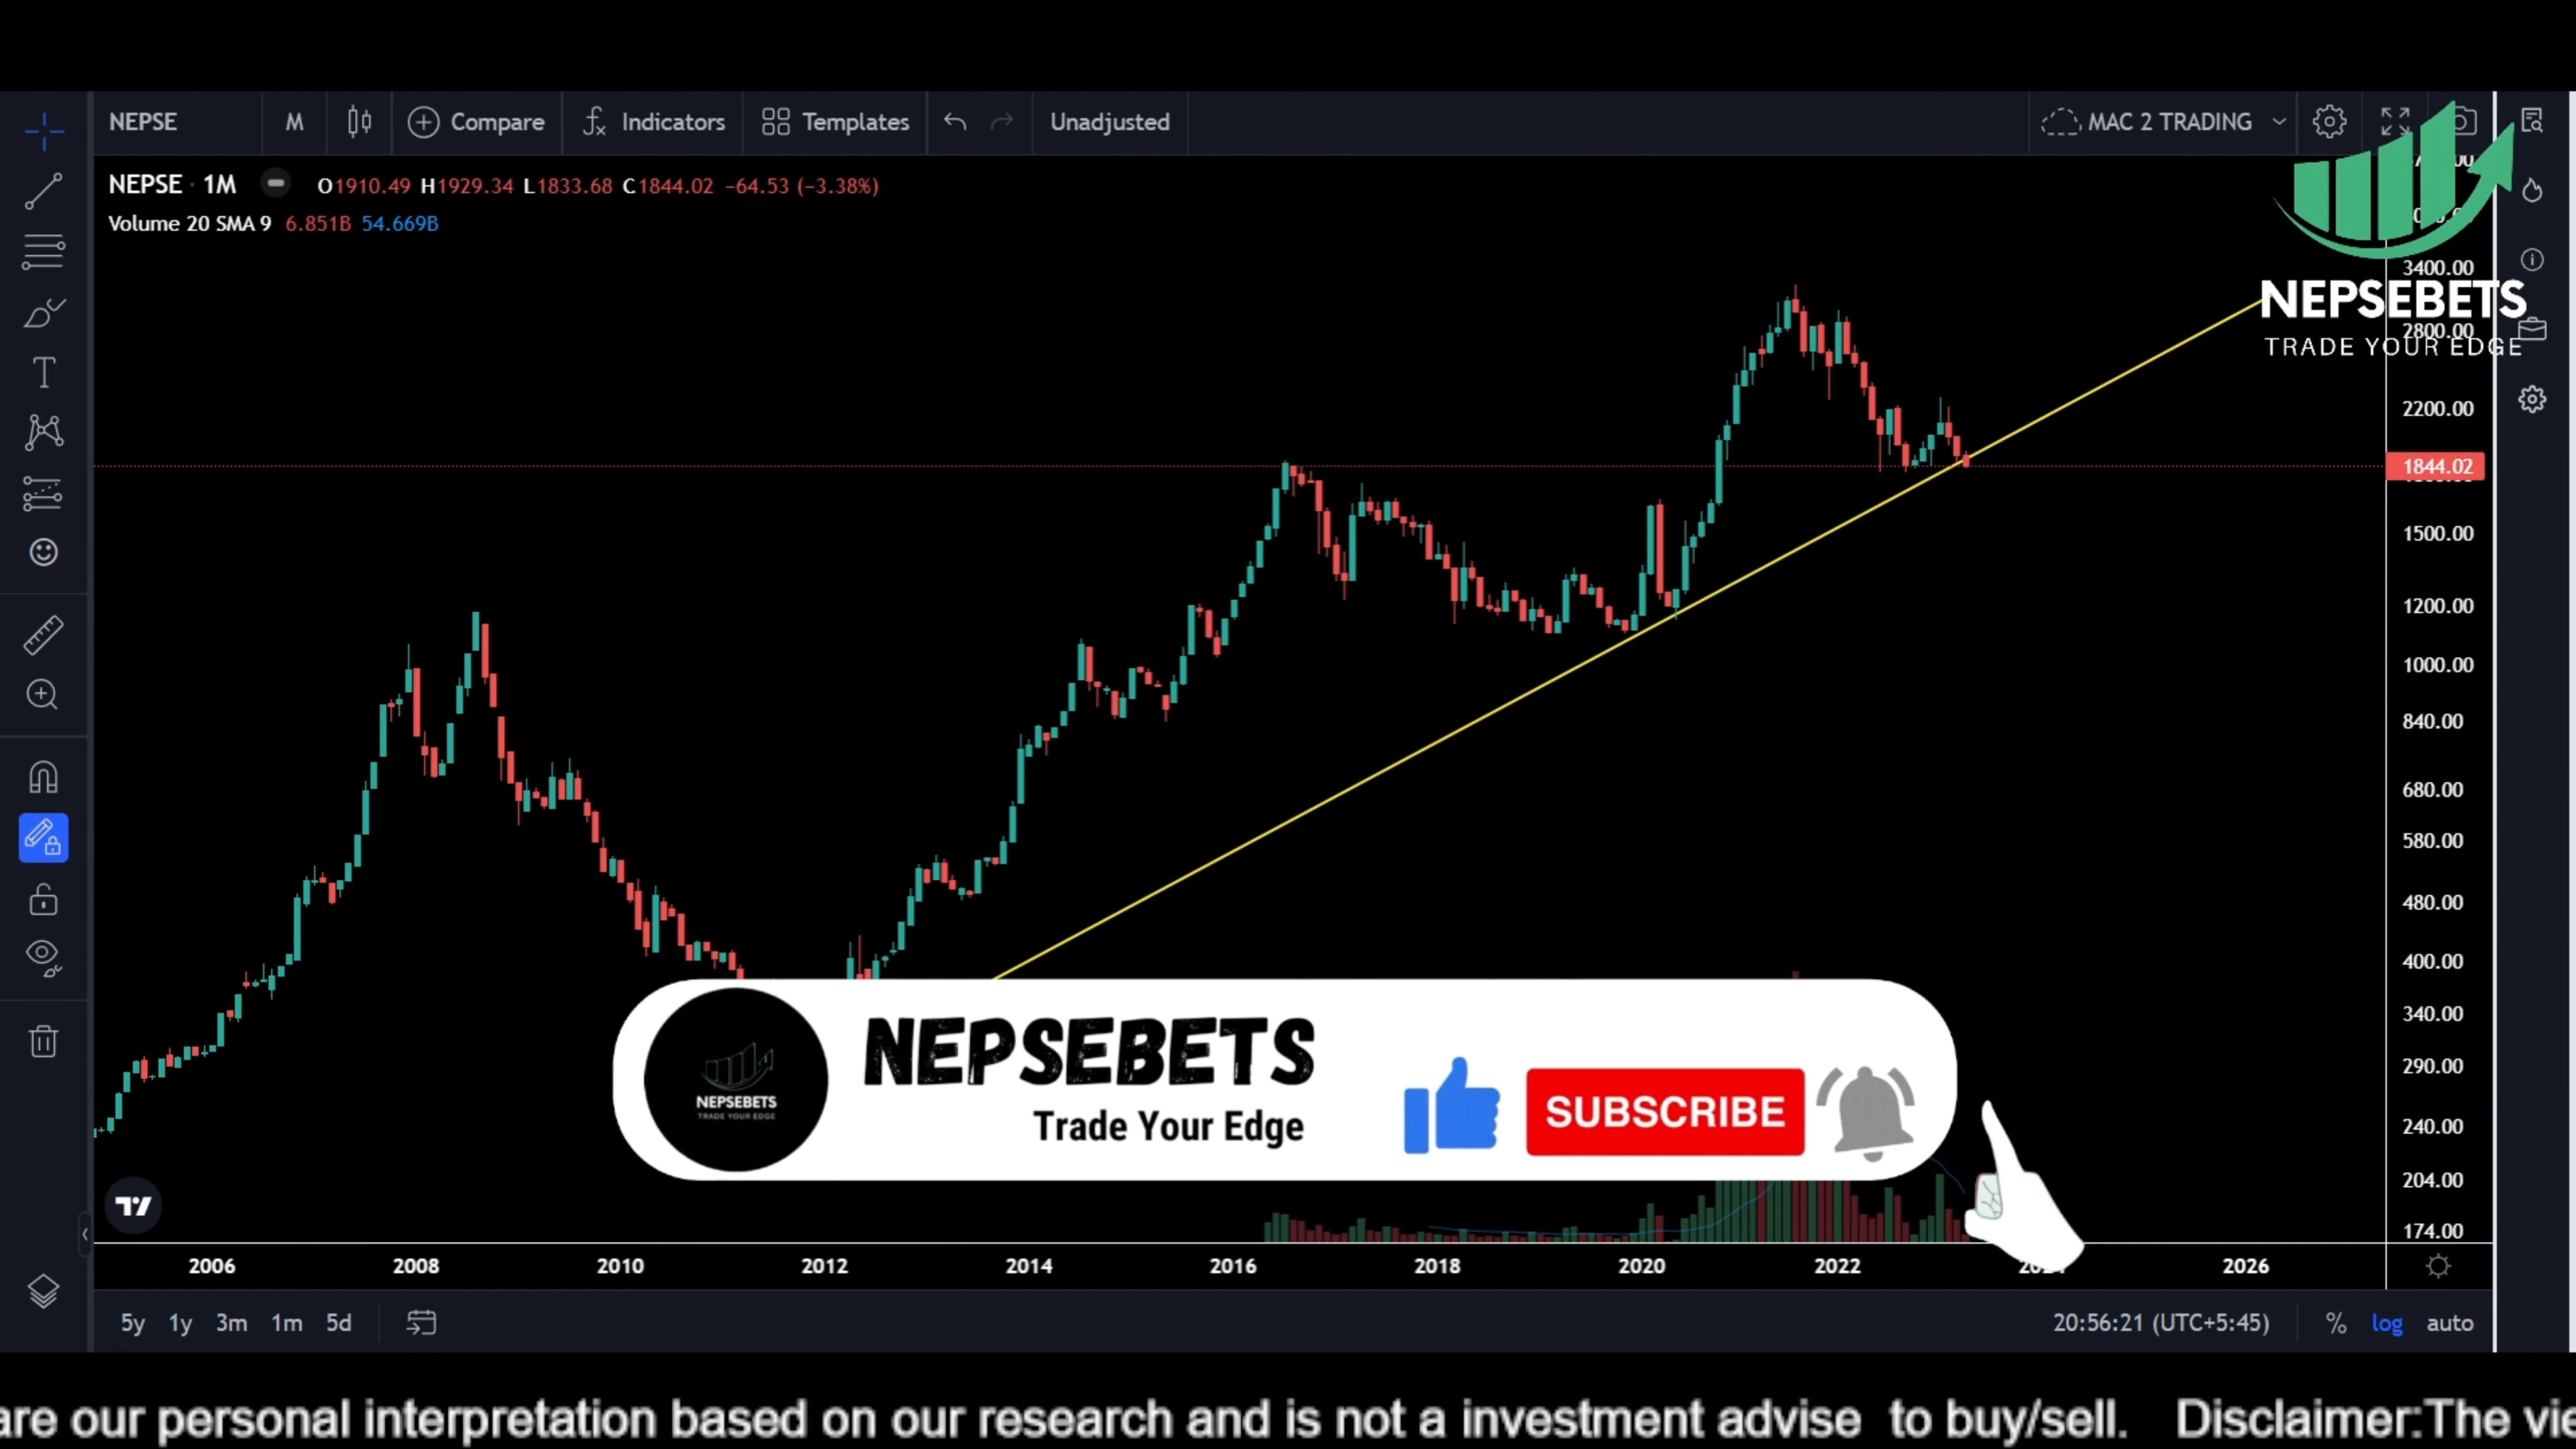 NEPSE M Compare Indicators Templates Unadjusted MAC 2 TRADING
NEPSE · 1M O1910.49 H1929.34 L1833.68 C1844.02 −64.53 (−3.38%)
Volume 20 SMA 9 6.851B 54.669B
NEPSEBETS
TRADE YOUR EDGE
3400.00
2800.00
2200.00
1844.02
1500.00
1200.00
1000.00
840.00
680.00
580.00
480.00
400.00
340.00
290.00
240.00
204.00
174.00
NEPSEBETS
Trade Your Edge
NEPSEBETS
TRADE YOUR EDGE
SUBSCRIBE
2006 2008 2010 2012 2014 2016 2018 2020 2022 2026
5y 1y 3m 1m 5d 20:56:21 (UTC+5:45) % log auto
are our personal interpretation based on our research and is not a investment advise to buy/sell. Disclaimer:The